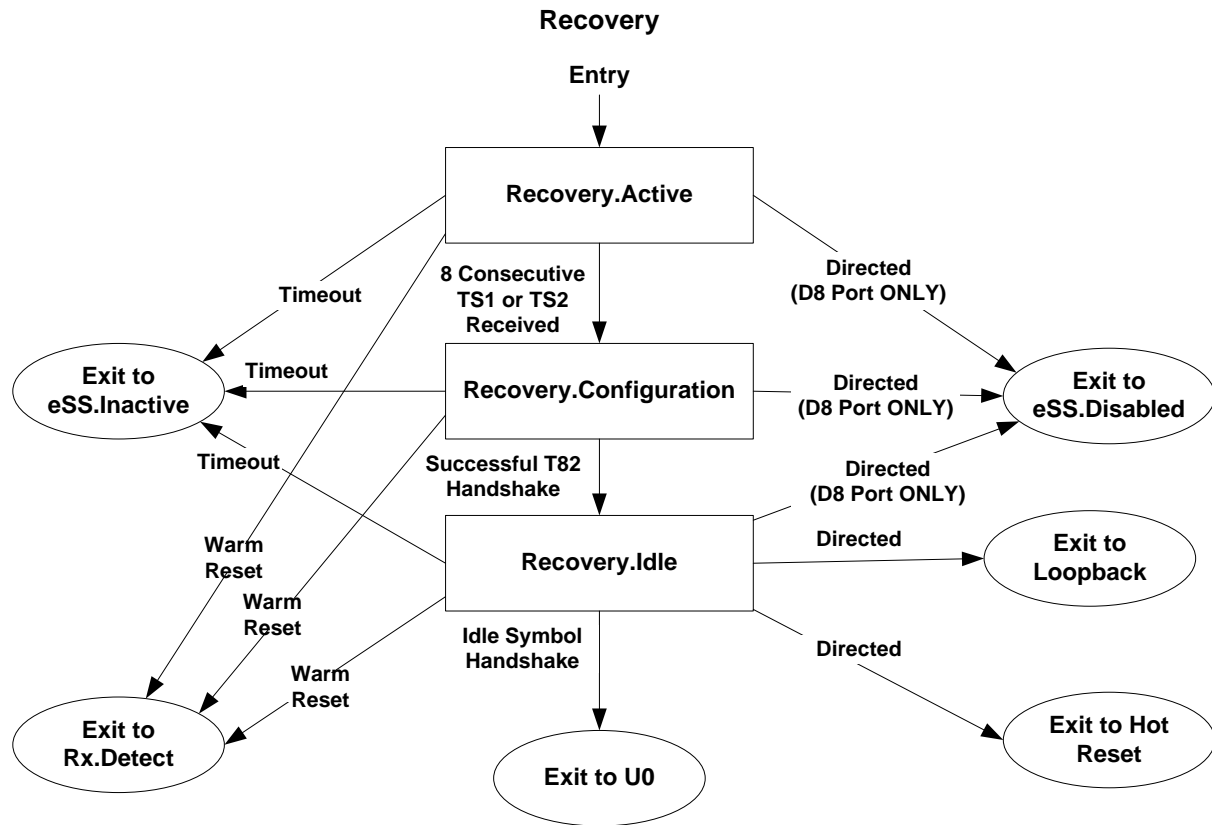 Recovery
Entry
Recovery.Active
8 Consecutive
TS1 or TS2
Received
Directed
(D8 Port ONLY)
Timeout
Exit to
eSS.Inactive
Timeout
Recovery.Configuration
Directed
(D8 Port ONLY)
Exit to
eSS.Disabled
Timeout
Successful T82
Handshake
Directed
(D8 Port ONLY)
Warm
Reset
Recovery.Idle
Directed
Exit to
Loopback
Warm
Reset
Idle Symbol
Handshake
Directed
Warm
Reset
Exit to
Rx.Detect
Exit to U0
Exit to Hot
Reset